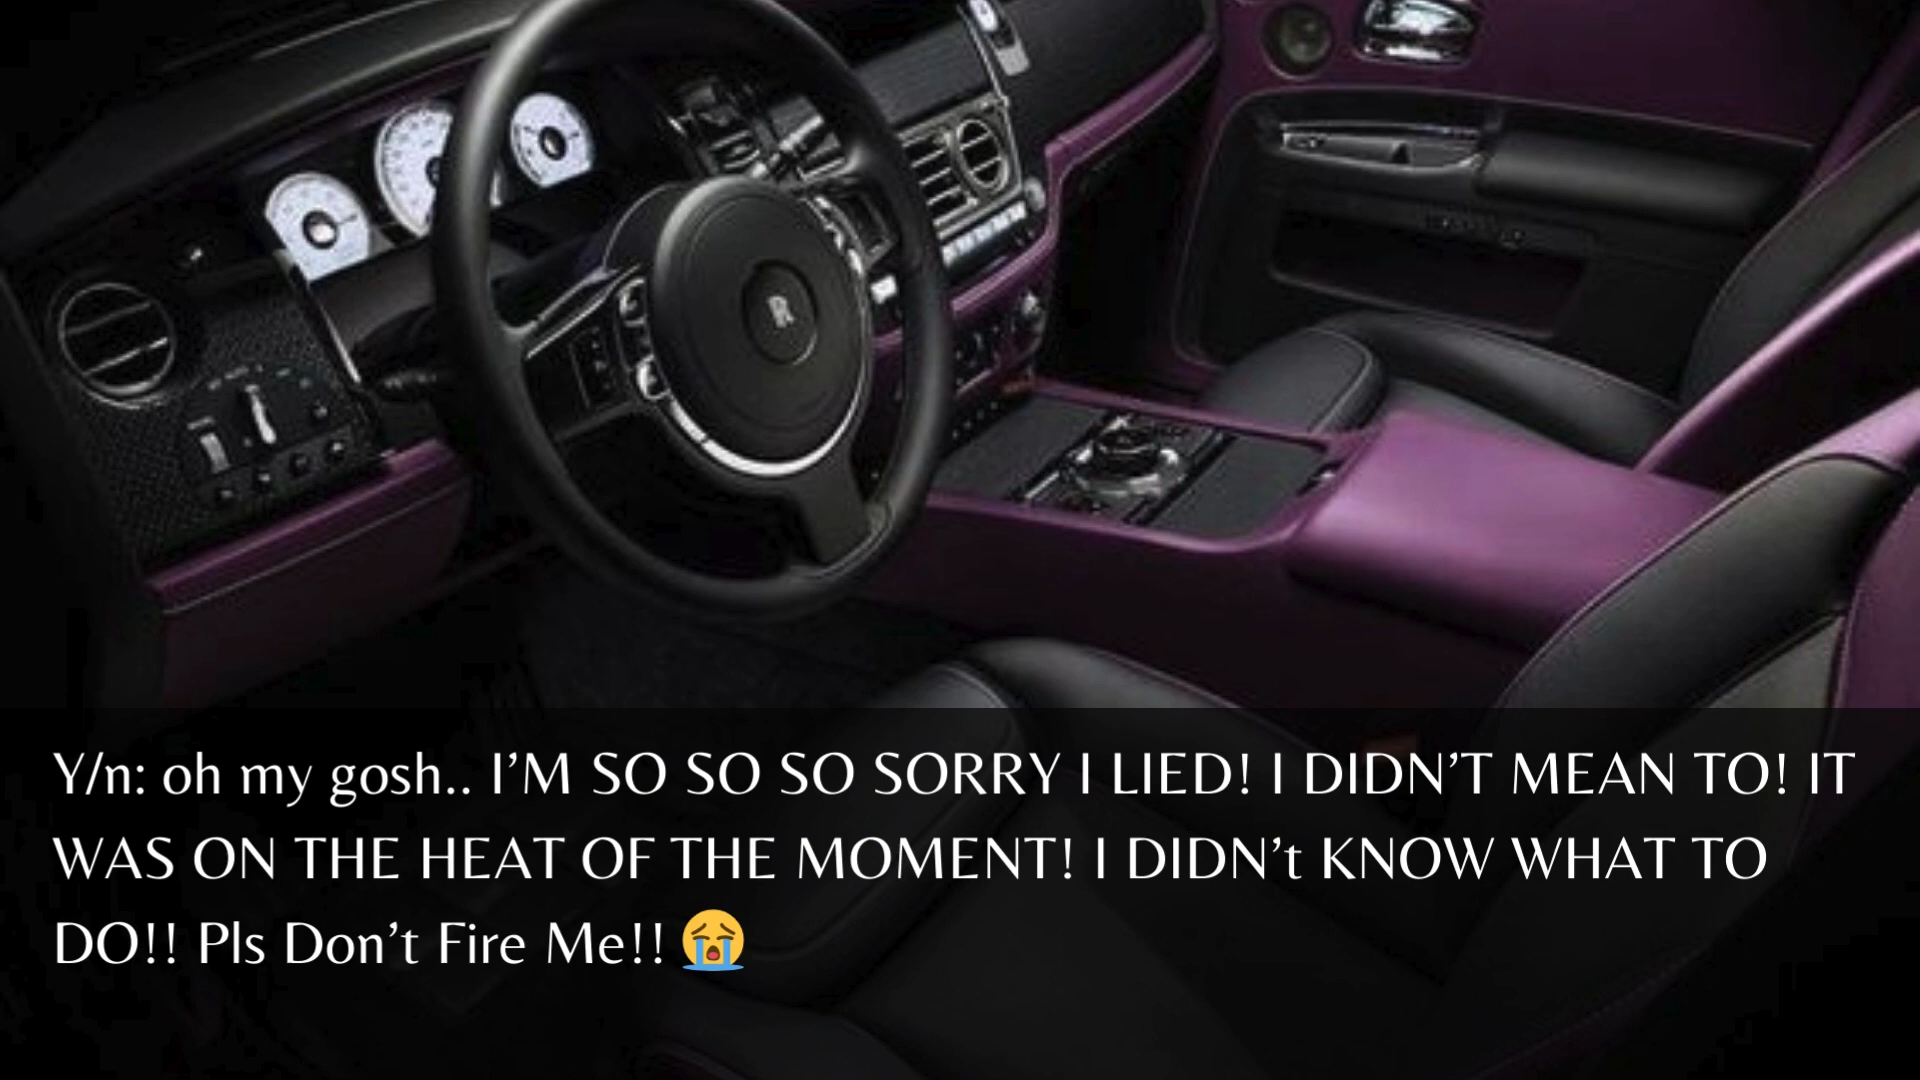 R
Y/n: oh my gosh.. I’M SO SO SO SORRY I LIED! I DIDN’T MEAN TO! IT
WAS ON THE HEAT OF THE MOMENT! I DIDN’t KNOW WHAT TO
DO!! Pls Don’t Fire Me!! 😭